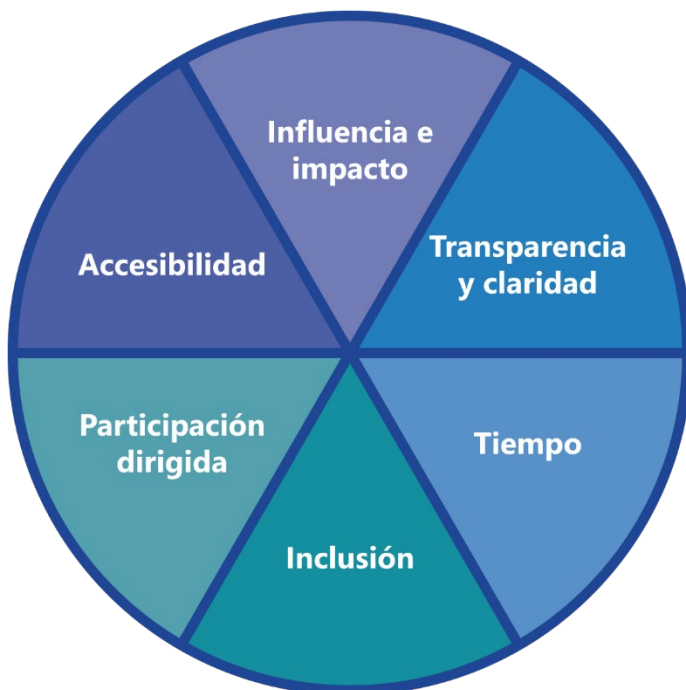 Influencia e
impacto
Transparencia
y claridad
Accesibilidad
Participación
dirigida
Tiempo
Inclusión